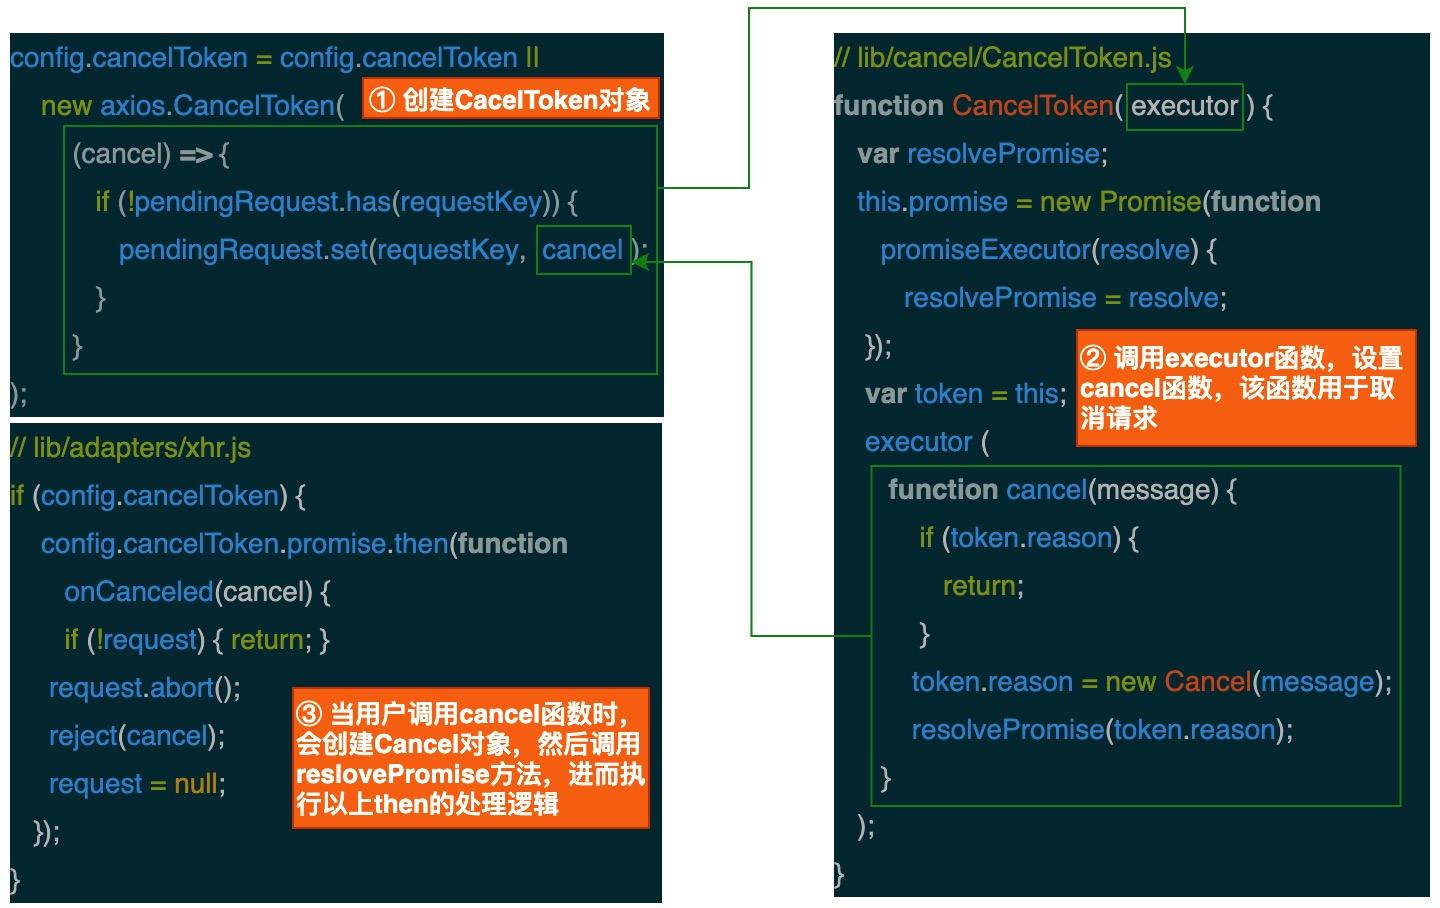 config.cancelToken = config.cancelToken ||
new axios.CancelToken(
① 创建CacelToken对象
(cancel) => {
if (!pendingRequest.has(requestKey)) {
pendingRequest.set(requestKey, cancel );
}
}
);
// lib/adapters/xhr.js
if (config.cancelToken) {
config.cancelToken.promise.then(function
onCanceled(cancel) {
if (!request) { return; }
request.abort();
reject(cancel);
request = null;
});
}
③ 当用户调用cancel函数时，
会创建Cancel对象，然后调用
reslovePromise方法，进而执
行以上then的处理逻辑
// lib/cancel/CancelToken.js
function CancelToken( executor ) {
var resolvePromise;
this.promise = new Promise(function
promiseExecutor(resolve) {
resolvePromise = resolve;
});
var token = this;
② 调用executor函数，设置
cancel函数，该函数用于取
消请求
executor (
function cancel(message) {
if (token.reason) {
return;
}
token.reason = new Cancel(message);
resolvePromise(token.reason);
}
);
}